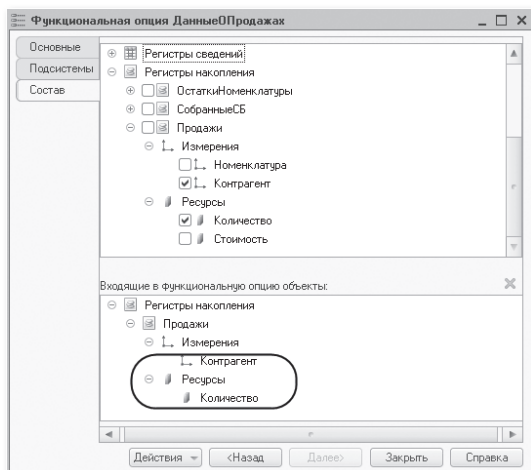 Функциональная опция ДанныеОПродажах
Основные
Подсистемы
Состав
Регистры сведений
Регистры накопления
ОстаткиНоменклатуры
СобранныеСБ
Продажи
Измерения
Номенклатура
Контрагент
Ресурсы
Количество
Стоимость
Входящие в функциональную опцию объекты:
Регистры накопления
Продажи
Измерения
Контрагент
Ресурсы
Количество
Действия <Назад Далее> Закрыть Справка